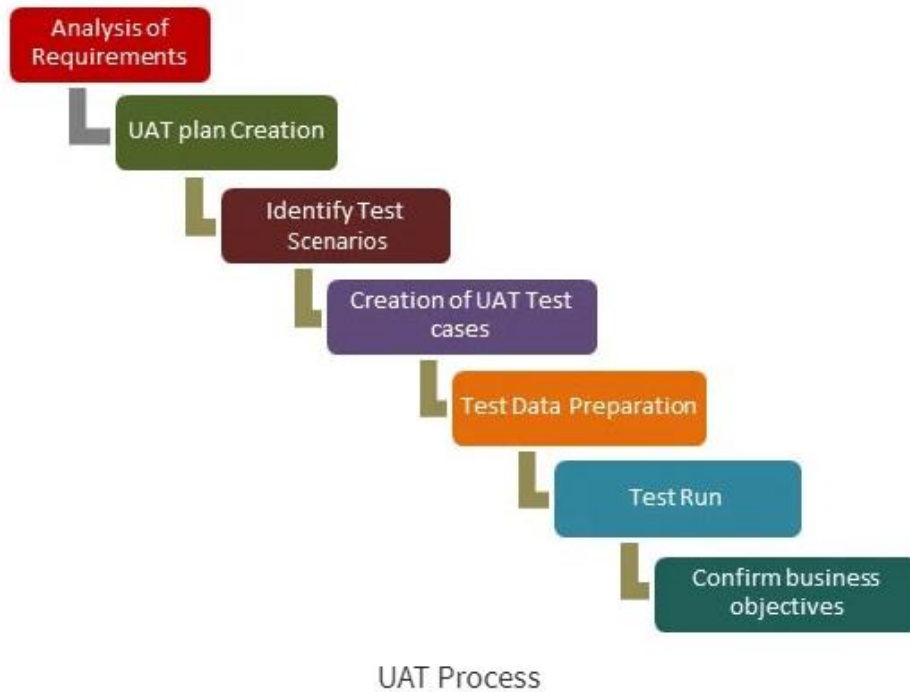 Analysis of
Requirements
UAT plan Creation
Identify Test
Scenarios
Creation of UAT Test
cases
Test Data Preparation
Test Run
Confirm business
objectives
UAT Process